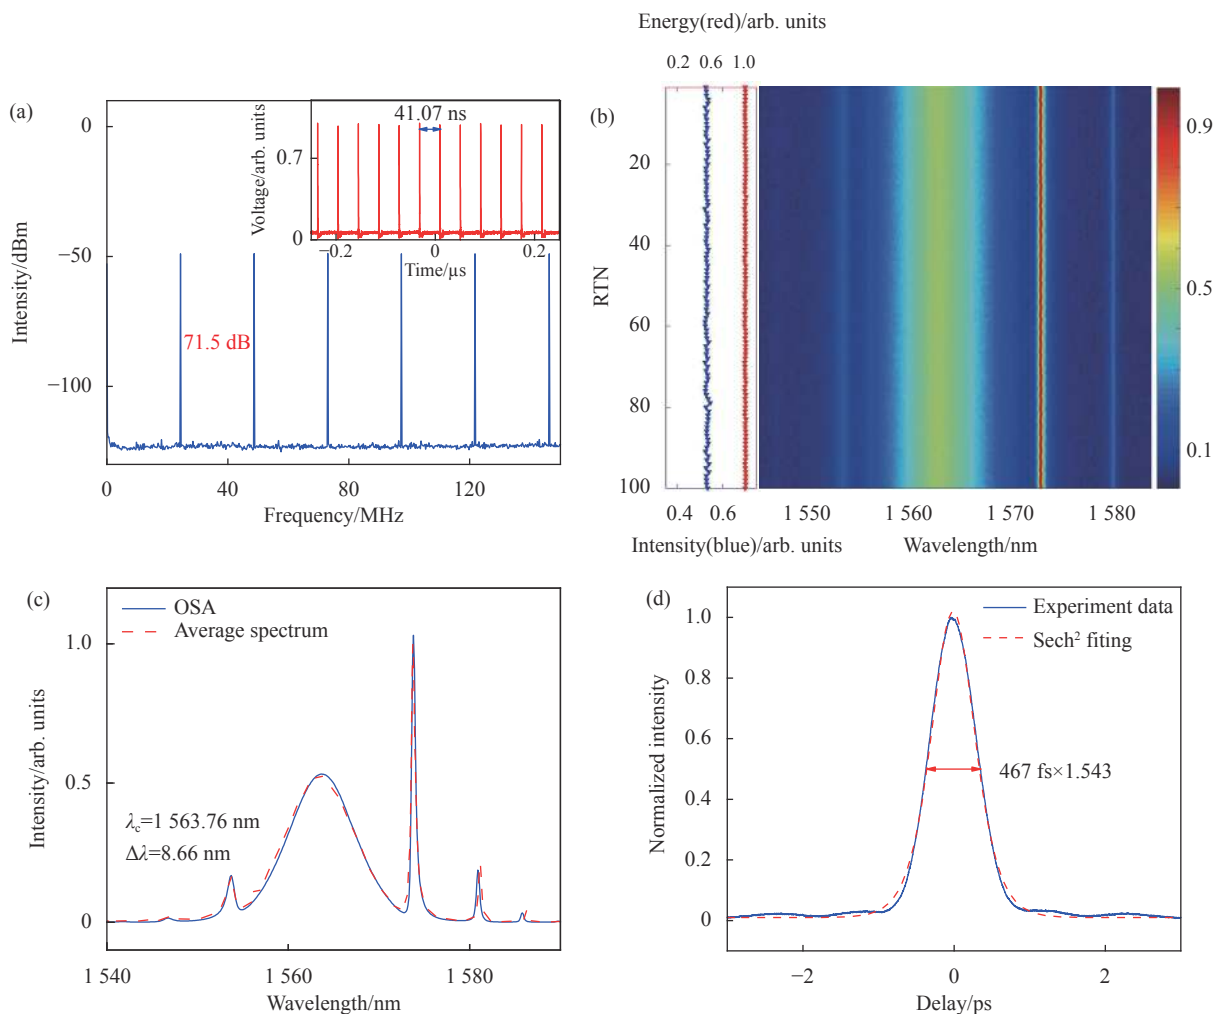 (a)
0
−50
−100
Intensity/dBm
71.5 dB
0
40
80
120
Frequency/MHz
41.07 ns
Voltage/arb. units
0.7
0
−0.2
0
0.2
Time/μs
Energy(red)/arb. units
0.2 0.6 1.0
(b)
20
40
60
80
100
RTN
0.4 0.6
Intensity(blue)/arb. units
1 550
1 560
1 570
1 580
Wavelength/nm
0.9
0.5
0.1
(c)
OSA
Average spectrum
1.0
0.5
0
Intensity/arb. units
λc=1 563.76 nm
Δλ=8.66 nm
1 540
1 560
1 580
Wavelength/nm
(d)
Experiment data
Sech² fiting
1.0
0.8
0.6
0.4
0.2
0
Normalized intensity
467 fs×1.543
−2
0
2
Delay/ps